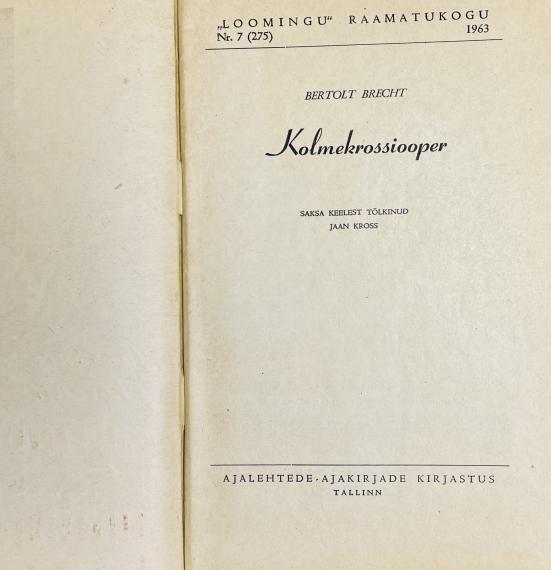 „LOOMINGU“ RAAMATUKOGU
Nr. 7 (275) 1963
BERTOLT BRECHT
Kolmekrossiooper
SAKSA KEELEST TÕLKINUD
JAAN KROSS
AJALEHTEDE-AJAKIRJADE KIRJASTUS
TALLINN